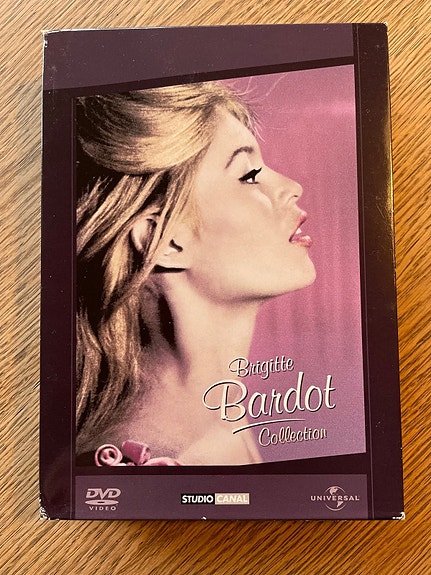 Brigitte
Bardot
Collection
DVD
VIDEO
STUDIO CANAL
UNIVERSAL